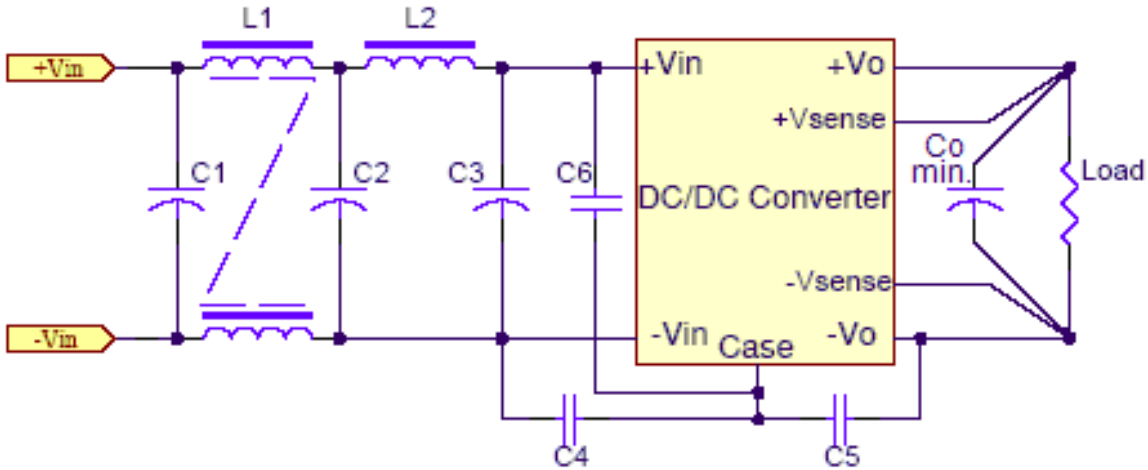 L1
L2
+Vin
+Vin
+Vo
+Vsense
C1
C2
C3
C6
Co
min.
Load
DC/DC Converter
-Vsense
-Vin
-Vin
Case
-Vo
C4
C5